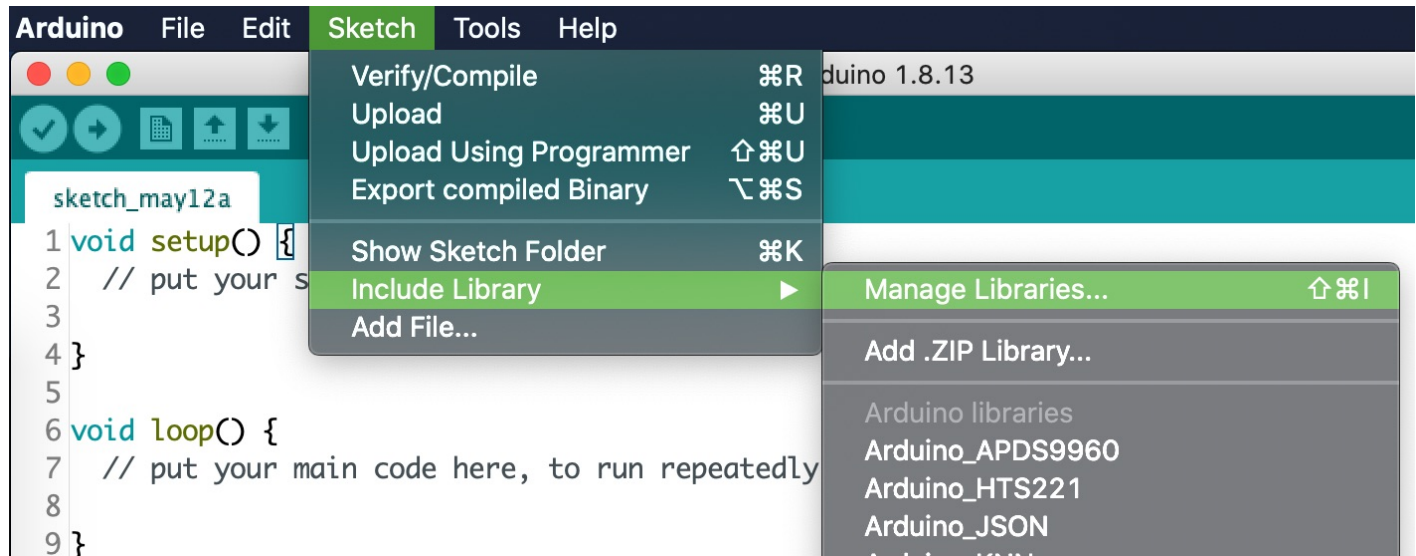 Arduino File Edit Sketch Tools Help
duino 1.8.13
Verify/Compile ⌘R
Upload ⌘U
Upload Using Programmer ⇧⌘U
Export compiled Binary ⌥⌘S
Show Sketch Folder ⌘K
Include Library ▶
Add File...
Manage Libraries... ⇧⌘I
Add .ZIP Library...
Arduino libraries
Arduino_APDS9960
Arduino_HTS221
Arduino_JSON
sketch_may12a
1 void setup() {
2 // put your s
3
4 }
5
6 void loop() {
7 // put your main code here, to run repeatedly
8
9 }